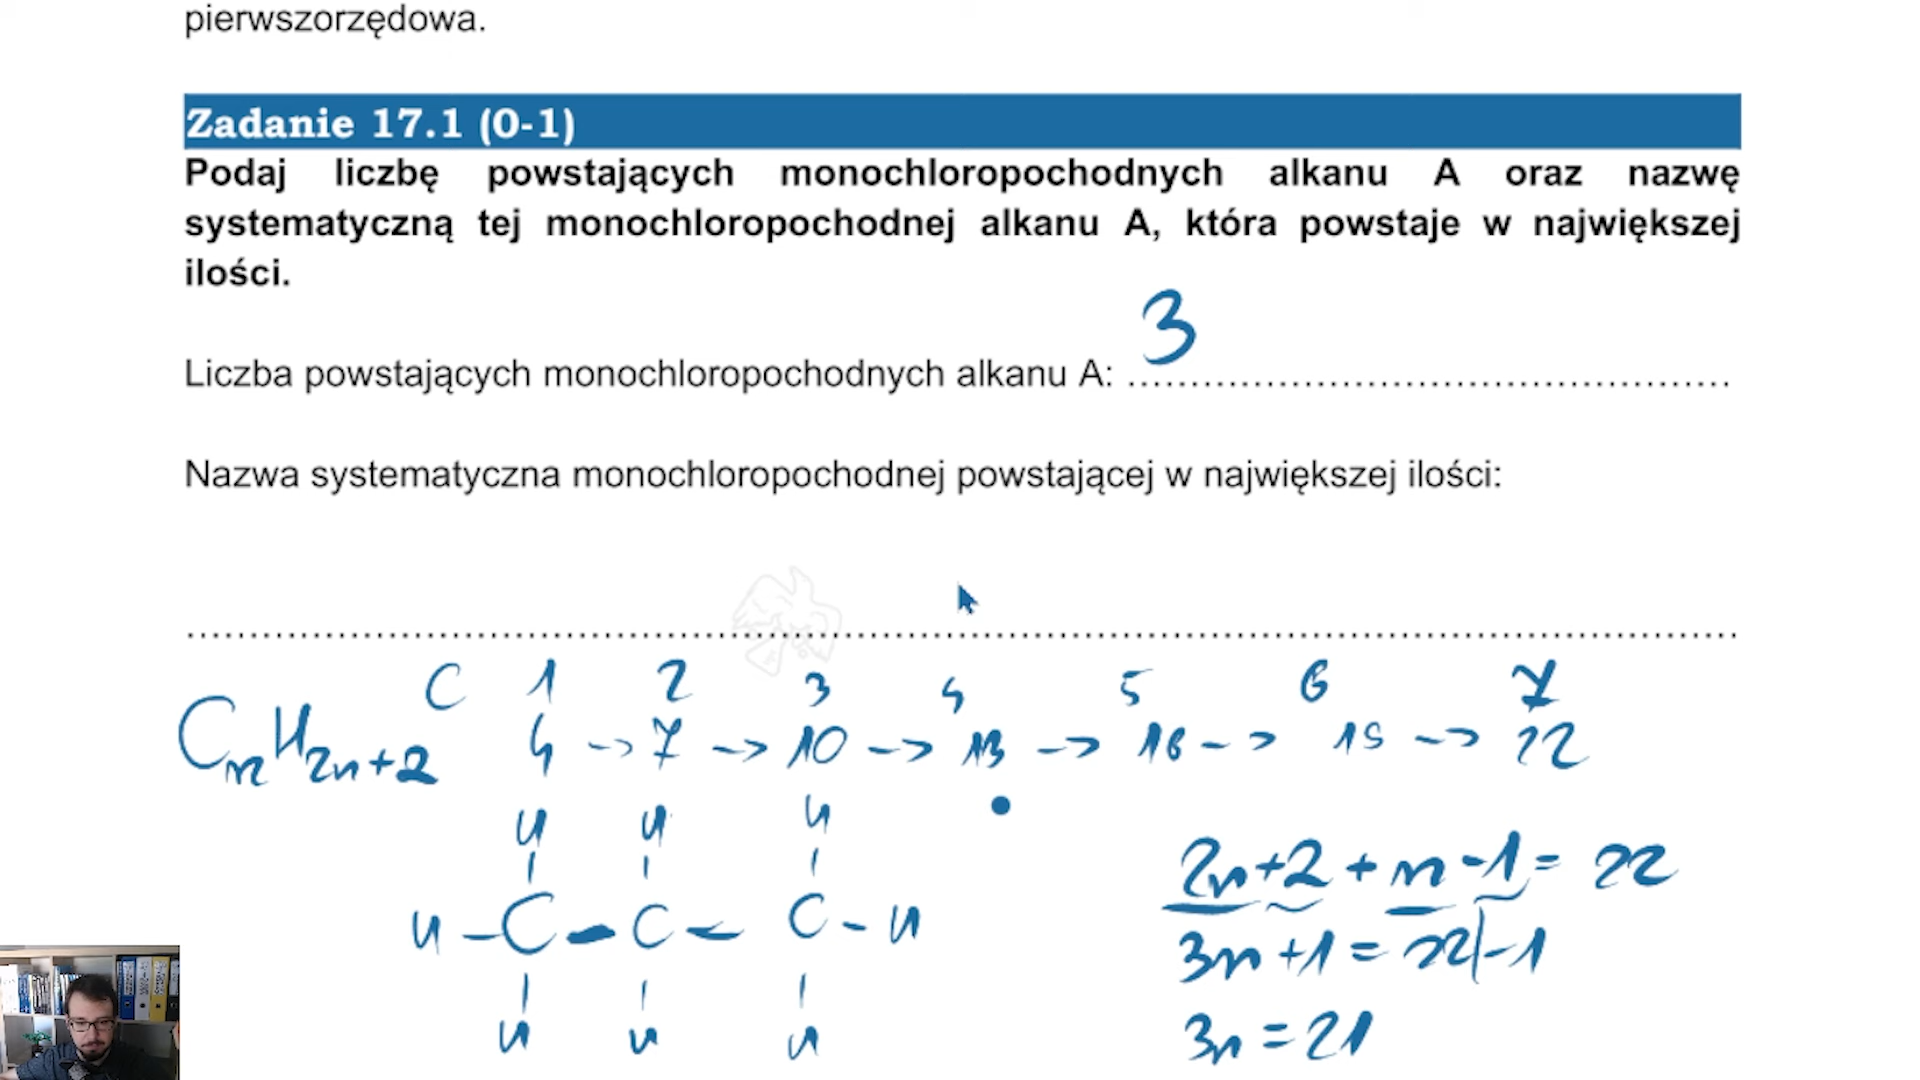 pierwszorzędowa.
Zadanie 17.1 (0-1)
Podaj liczbę powstających monochloropochodnych alkanu A oraz nazwę
systematyczną tej monochloropochodnej alkanu A, która powstaje w największej
ilości.
3
Liczba powstających monochloropochodnych alkanu A: ................................................
Nazwa systematyczna monochloropochodnej powstającej w największej ilości:
C 1 2 3 4 5 6 7
CnH2n+2 4 -> 7 -> 10 -> 13 -> 16 -> 19 -> 22
H H H
2n+2 + n-1 = 22
H-C-C-C-H
3n+1 = 22|-1
H H H
3n = 21